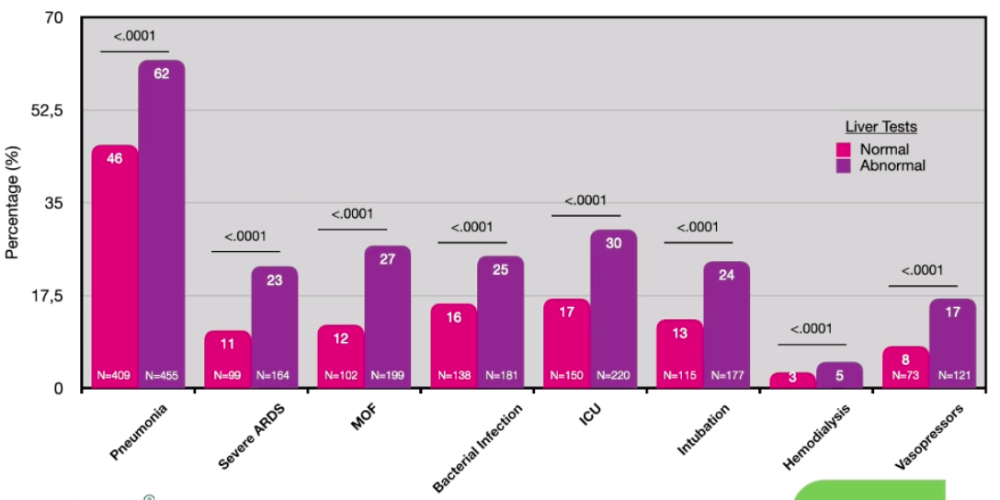 70
52,5
35
17,5
0
Percentage (%)
<.0001
46
62
N=409
N=455
Pneumonia
<.0001
11
23
N=99
N=164
Severe ARDS
<.0001
12
27
N=102
N=199
MOF
<.0001
16
25
N=138
N=181
Bacterial Infection
<.0001
17
30
N=150
N=220
ICU
<.0001
13
24
N=115
N=177
Intubation
<.0001
3
5
Hemodialysis
<.0001
8
17
N=73
N=121
Vasopressors
Liver Tests
Normal
Abnormal